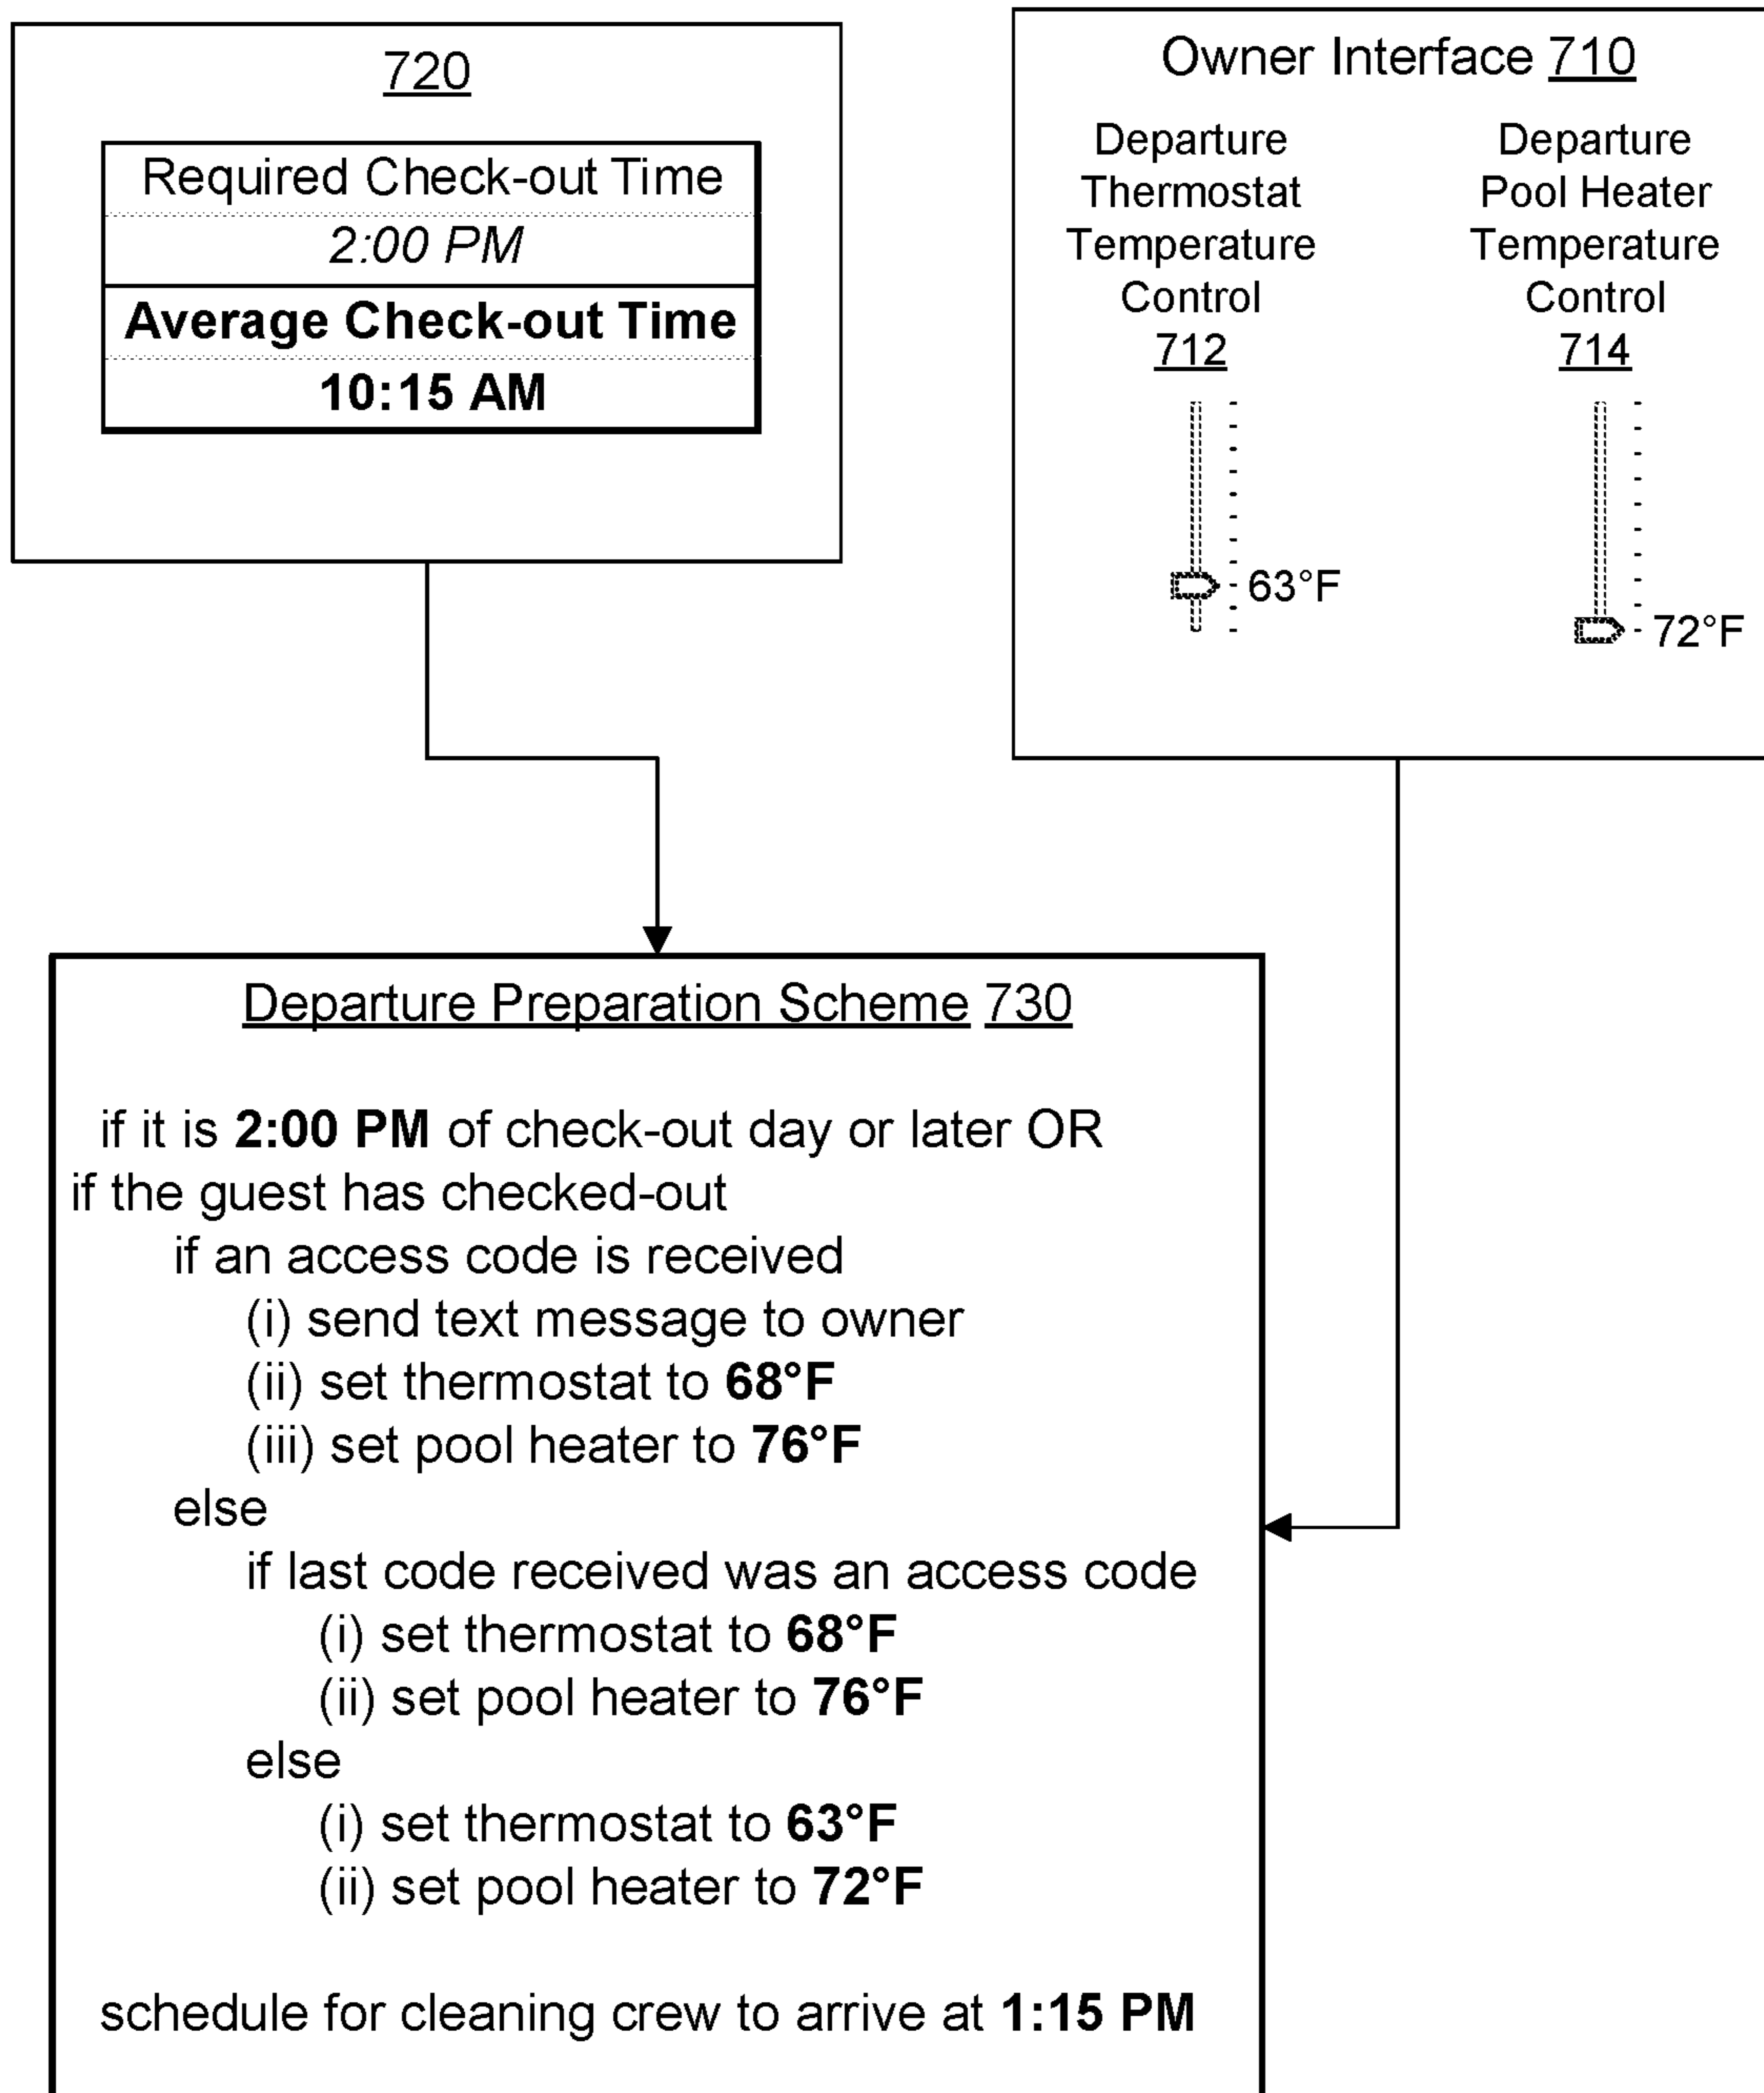 720
Required Check-out Time
2:00 PM
Average Check-out Time
10:15 AM
Owner Interface 710
Departure
Thermostat
Temperature
Control
712
63°F
Departure
Pool Heater
Temperature
Control
714
72°F
Departure Preparation Scheme 730
if it is 2:00 PM of check-out day or later OR
if the guest has checked-out
if an access code is received
(i) send text message to owner
(ii) set thermostat to 68°F
(iii) set pool heater to 76°F
else
if last code received was an access code
(i) set thermostat to 68°F
(ii) set pool heater to 76°F
else
(i) set thermostat to 63°F
(ii) set pool heater to 72°F
schedule for cleaning crew to arrive at 1:15 PM